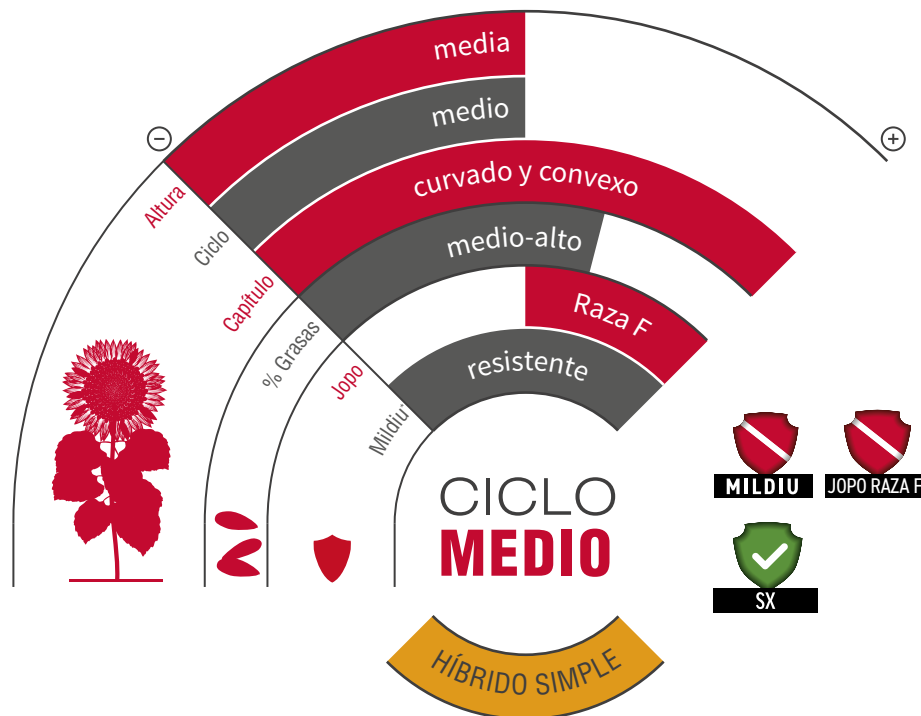 media
medio
curvado y convexo
medio-alto
Raza F
resistente
Altura
Ciclo
Capítulo
% Grasas
Jopo
Mildiu
CICLO
MEDIO
MILDIU
JOPO RAZA F
SX
HÍBRIDO SIMPLE